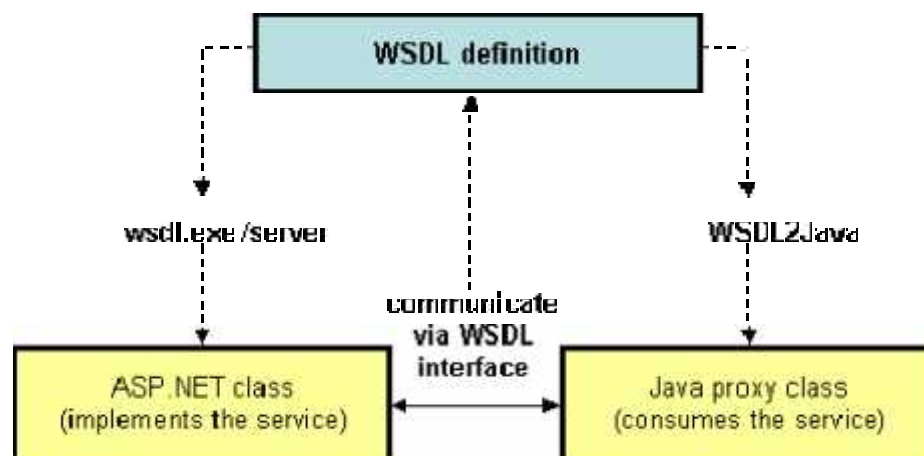 WSDL definition
wsdl.exe /server
WSDL2Java
communicate
via WSDL
interface
ASP.NET class
(implements the service)
Java proxy class
(consumes the service)